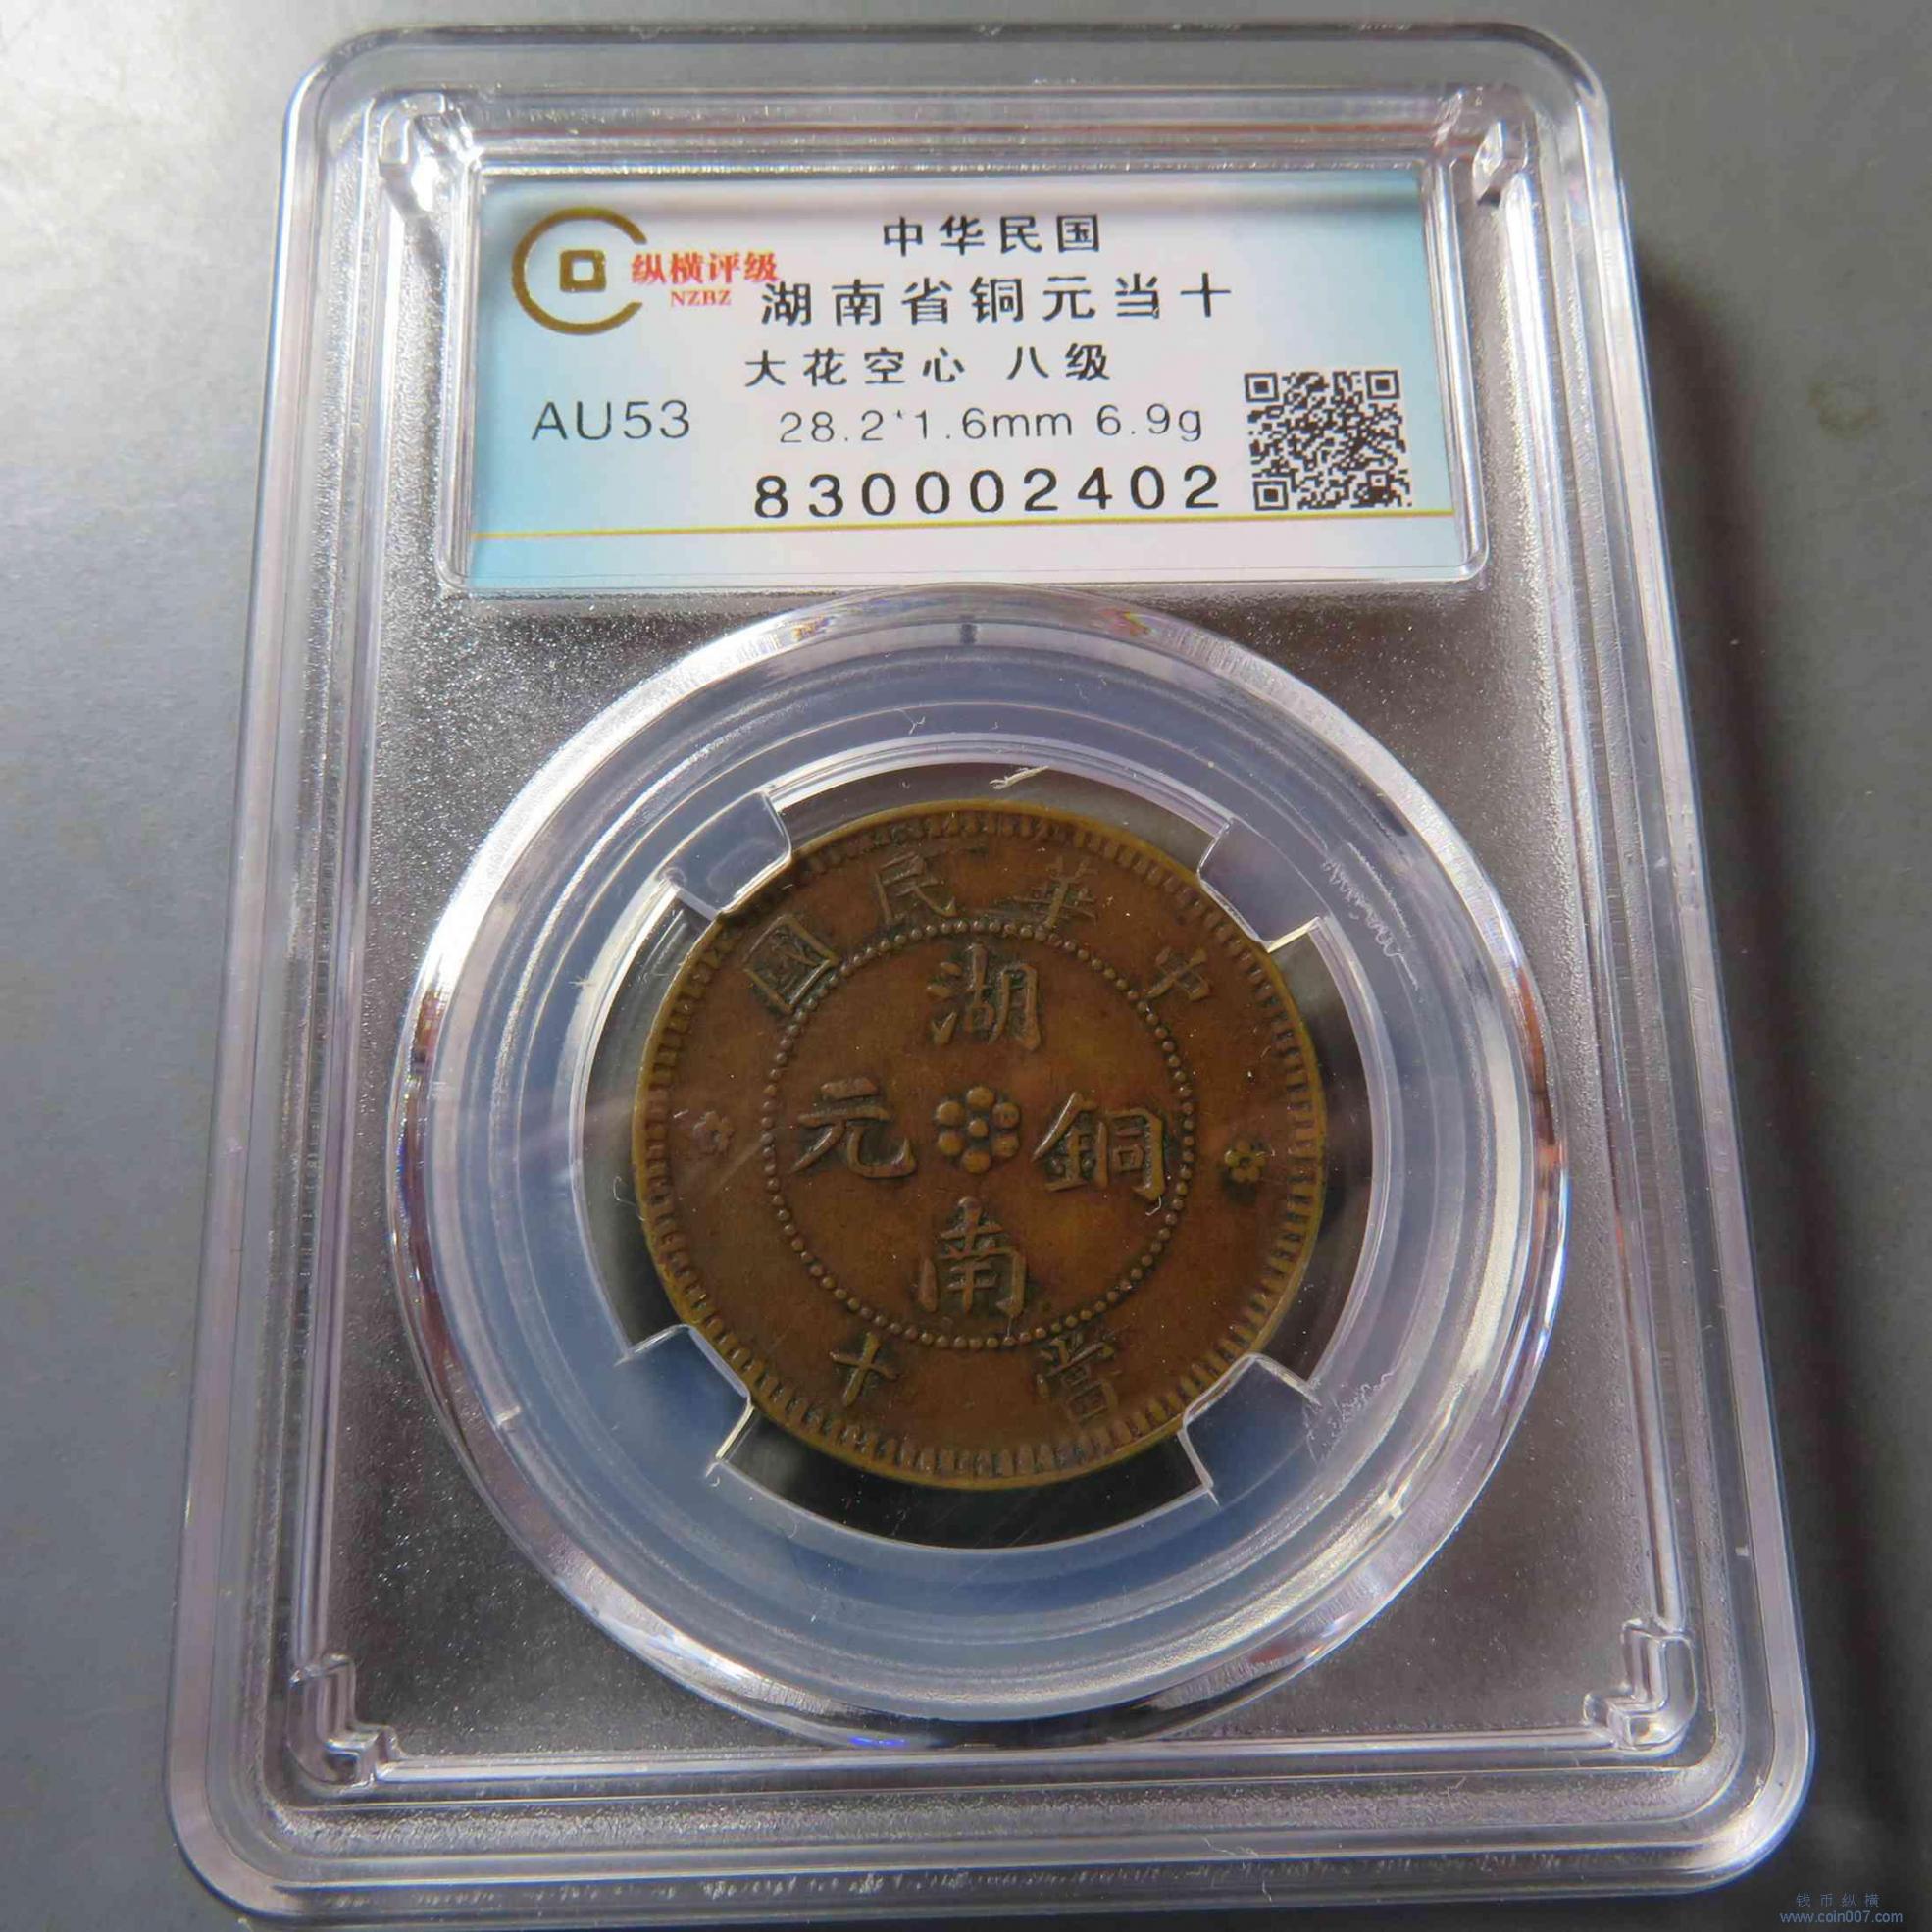 中华民国
纵横评级
NZBZ
湖南省铜元当十
大花空心 八级
AU53
28.2*1.6mm 6.9g
830002402
國民華中
湖
元 銅
南
十 當
钱币纵横
www.coin007.com